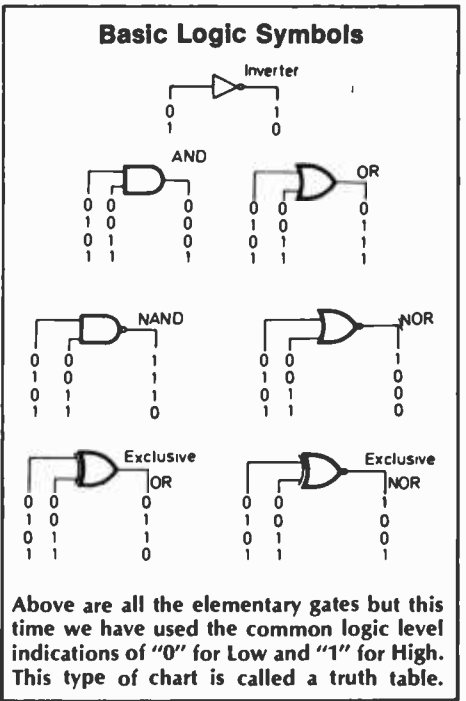 Basic Logic Symbols
Inverter
0 1
1 0
AND OR
0 0 0 0 0 0
1 0 0 1 0 1
0 1 0 0 1 1
1 1 1 1 1 1
NAND NOR
0 0 1 0 0 1
1 0 1 1 0 0
0 1 1 0 1 0
1 1 0 1 1 0
Exclusive Exclusive
OR NOR
0 0 0 0 0 1
1 0 1 1 0 0
0 1 1 0 1 0
1 1 0 1 1 1
Above are all the elementary gates but this
time we have used the common logic level
indications of "0" for Low and "1" for High.
This type of chart is called a truth table.